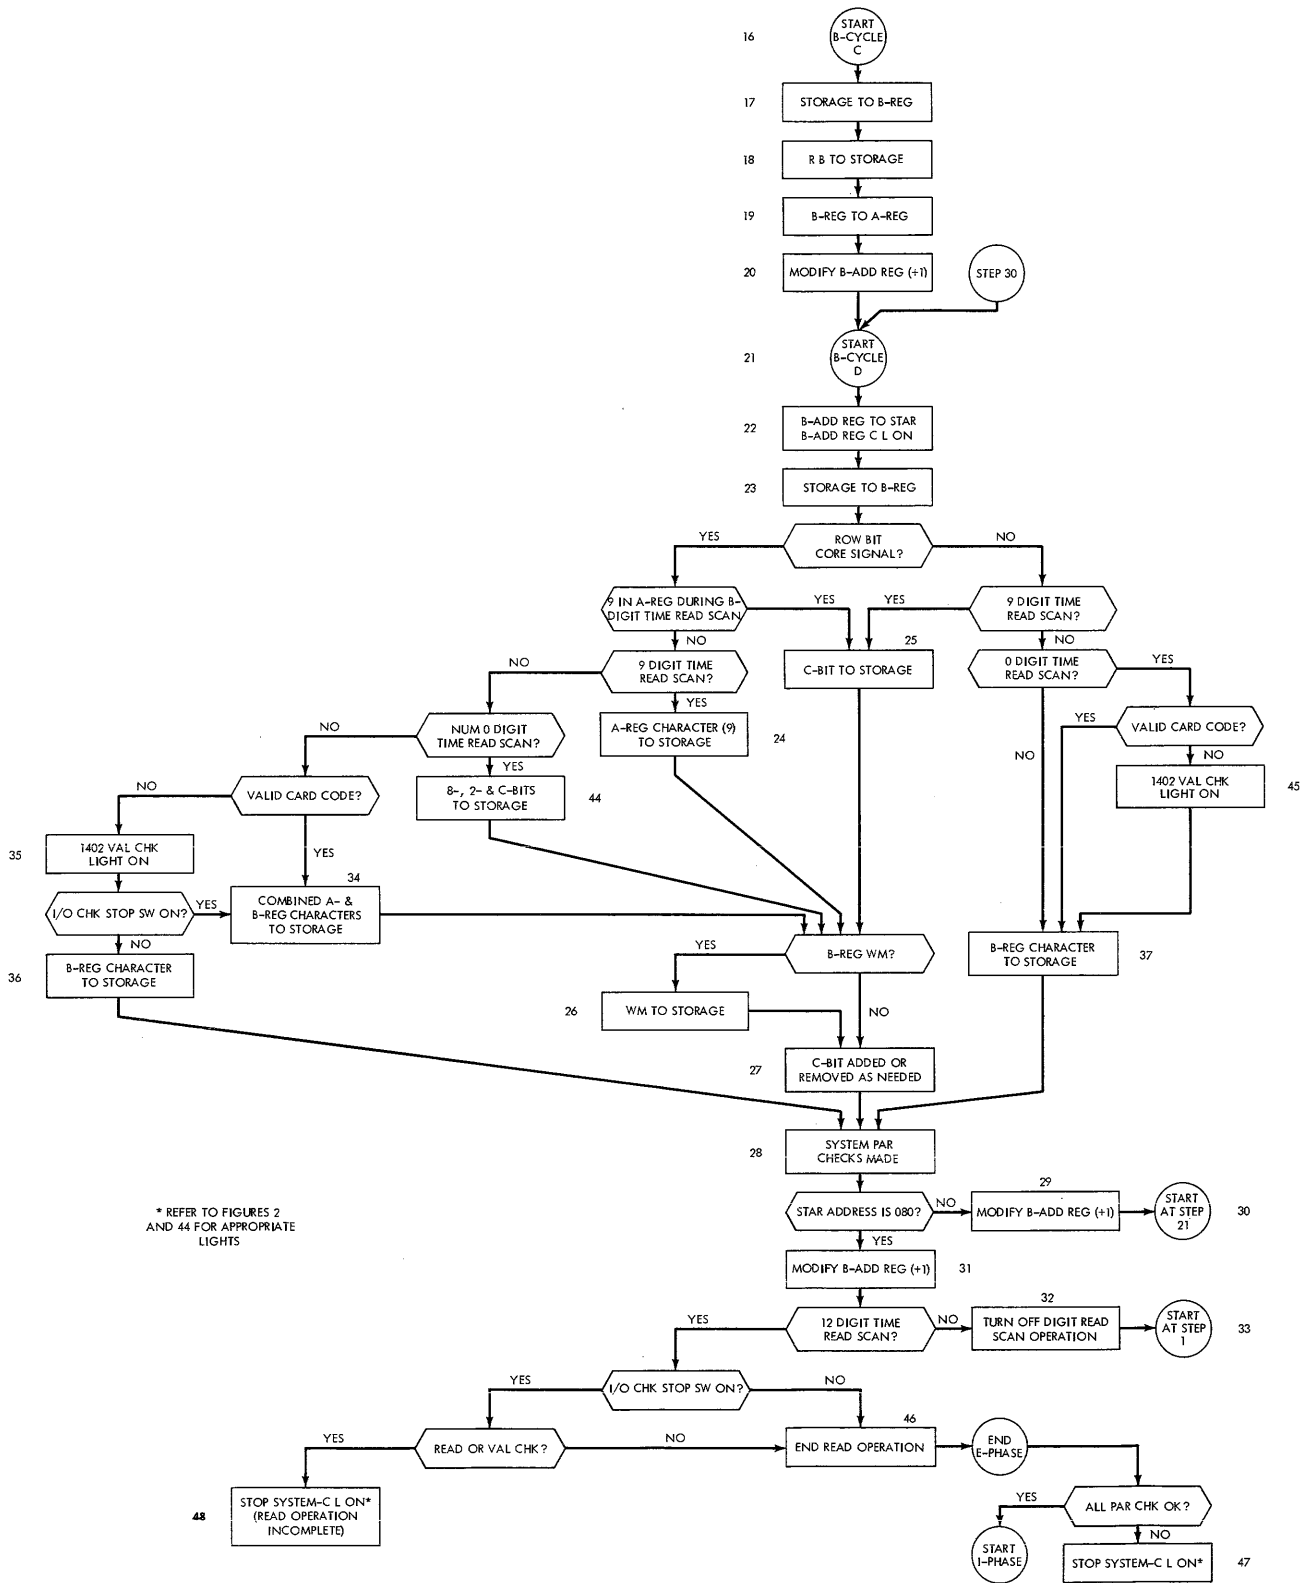 16
START
B-CYCLE
C
17
STORAGE TO B-REG
18
R B TO STORAGE
19
B-REG TO A-REG
20
MODIFY B-ADD REG (+1)
STEP 30
21
START
B-CYCLE
D
22
B-ADD REG TO STAR
B-ADD REG C L ON
23
STORAGE TO B-REG
YES
ROW BIT
CORE SIGNAL?
NO
9 IN A-REG DURING B-
DIGIT TIME READ SCAN
YES
YES
9 DIGIT TIME
READ SCAN?
NO
25
NO
NO
9 DIGIT TIME
READ SCAN?
C-BIT TO STORAGE
0 DIGIT TIME
READ SCAN?
YES
YES
NO
NUM 0 DIGIT
TIME READ SCAN?
A-REG CHARACTER (9)
TO STORAGE
24
YES
VALID CARD CODE?
YES
NO
NO
NO
VALID CARD CODE?
8-, 2- & C-BITS
TO STORAGE
44
1402 VAL CHK
LIGHT ON
45
35
1402 VAL CHK
LIGHT ON
YES
34
I/O CHK STOP SW ON?
YES
COMBINED A- &
B-REG CHARACTERS
TO STORAGE
NO
YES
B-REG WM?
B-REG CHARACTER
TO STORAGE
37
36
B-REG CHARACTER
TO STORAGE
26
WM TO STORAGE
NO
27
C-BIT ADDED OR
REMOVED AS NEEDED
28
SYSTEM PAR
CHECKS MADE
29
* REFER TO FIGURES 2
AND 44 FOR APPROPRIATE
LIGHTS
STAR ADDRESS IS 080?
NO
MODIFY B-ADD REG (+1)
START
AT STEP
21
30
YES
MODIFY B-ADD REG (+1)
31
32
YES
12 DIGIT TIME
READ SCAN?
NO
TURN OFF DIGIT READ
SCAN OPERATION
START
AT STEP
1
33
YES
I/O CHK STOP SW ON?
NO
46
YES
READ OR VAL CHK?
NO
END READ OPERATION
END
E-PHASE
48
STOP SYSTEM-C L ON*
(READ OPERATION
INCOMPLETE)
YES
ALL PAR CHK OK?
NO
START
I-PHASE
STOP SYSTEM-C L ON*
47